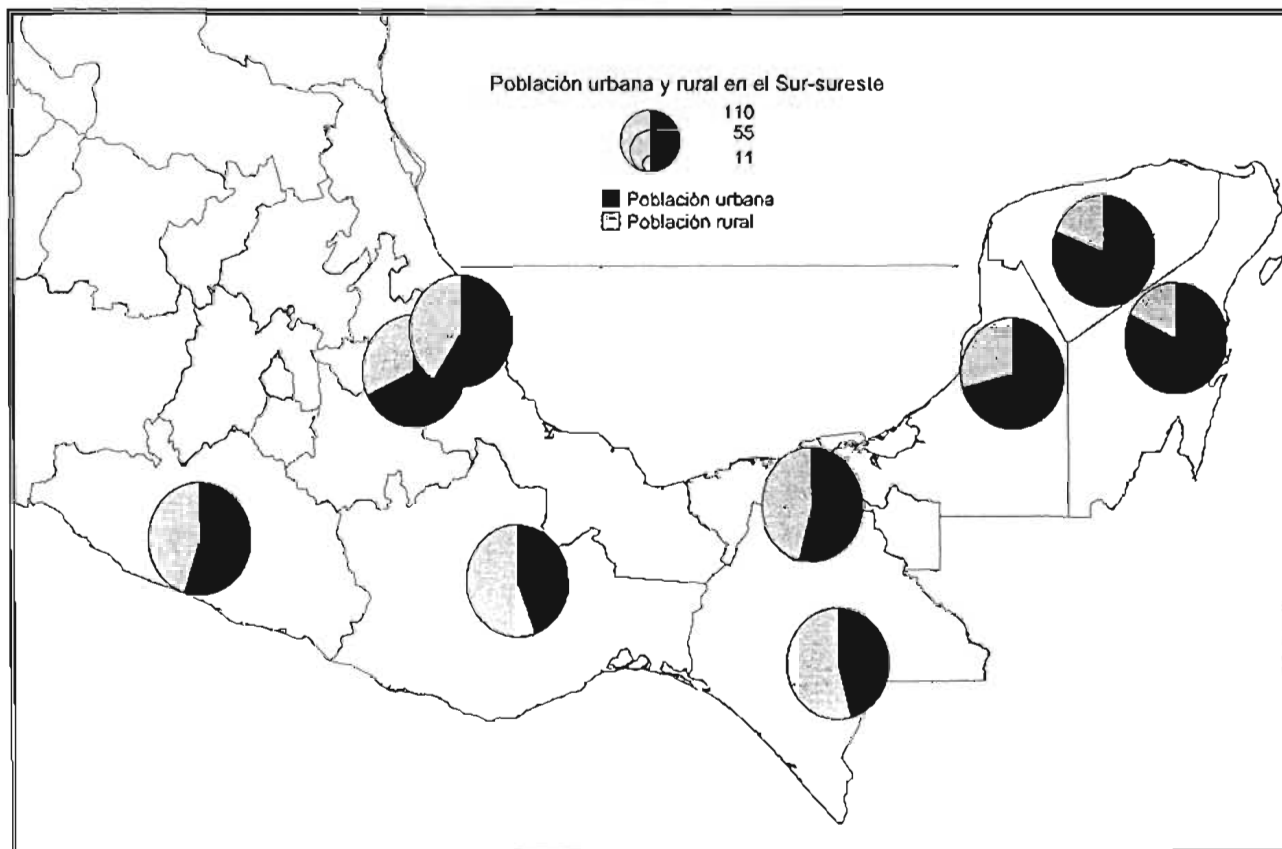 Población urbana y rural en el Sur-sureste
110
55
11
Población urbana
Población rural